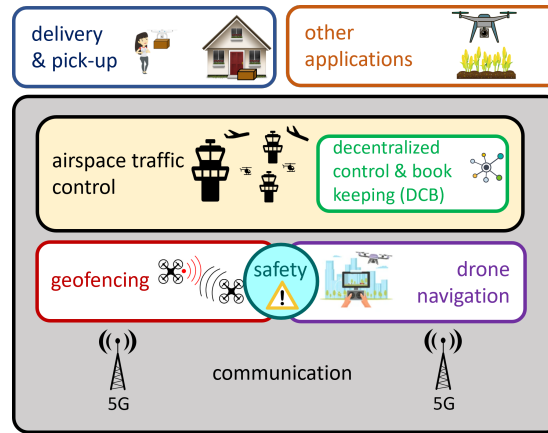 delivery
& pick-up
other
applications
airspace traffic
control
decentralized
control & book
keeping (DCB)
geofencing
safety
drone
navigation
communication
5G
5G